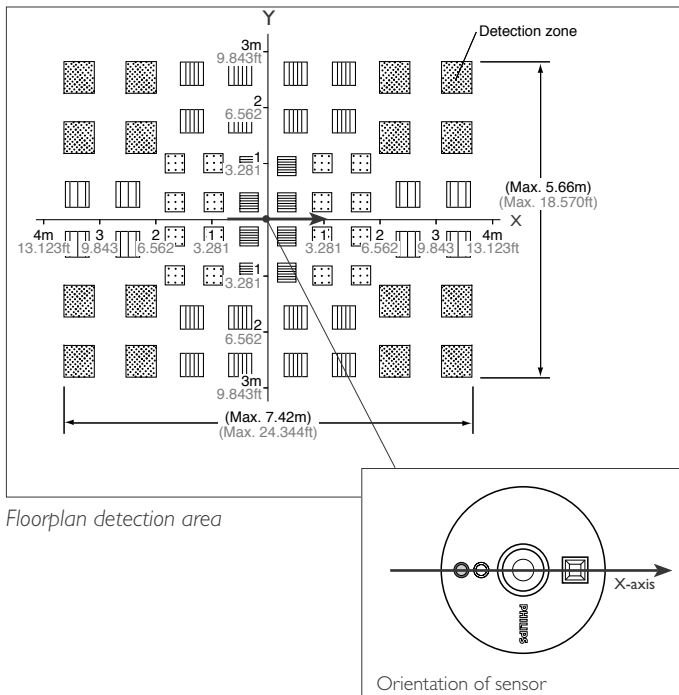 Y
Detection zone
3m
9.843ft
2
6.562
1
3.281
(Max. 5.66m)
(Max. 18.570ft)
X
4m 3 2 1 1 2 3 4m
13.123ft 9.843 6.562 3.281 3.281 6.562 9.843 13.123ft
1
3.281
2
6.562
3m
9.843ft
(Max. 7.42m)
(Max. 24.344ft)
Floorplan detection area
X-axis
PHILIPS
Orientation of sensor